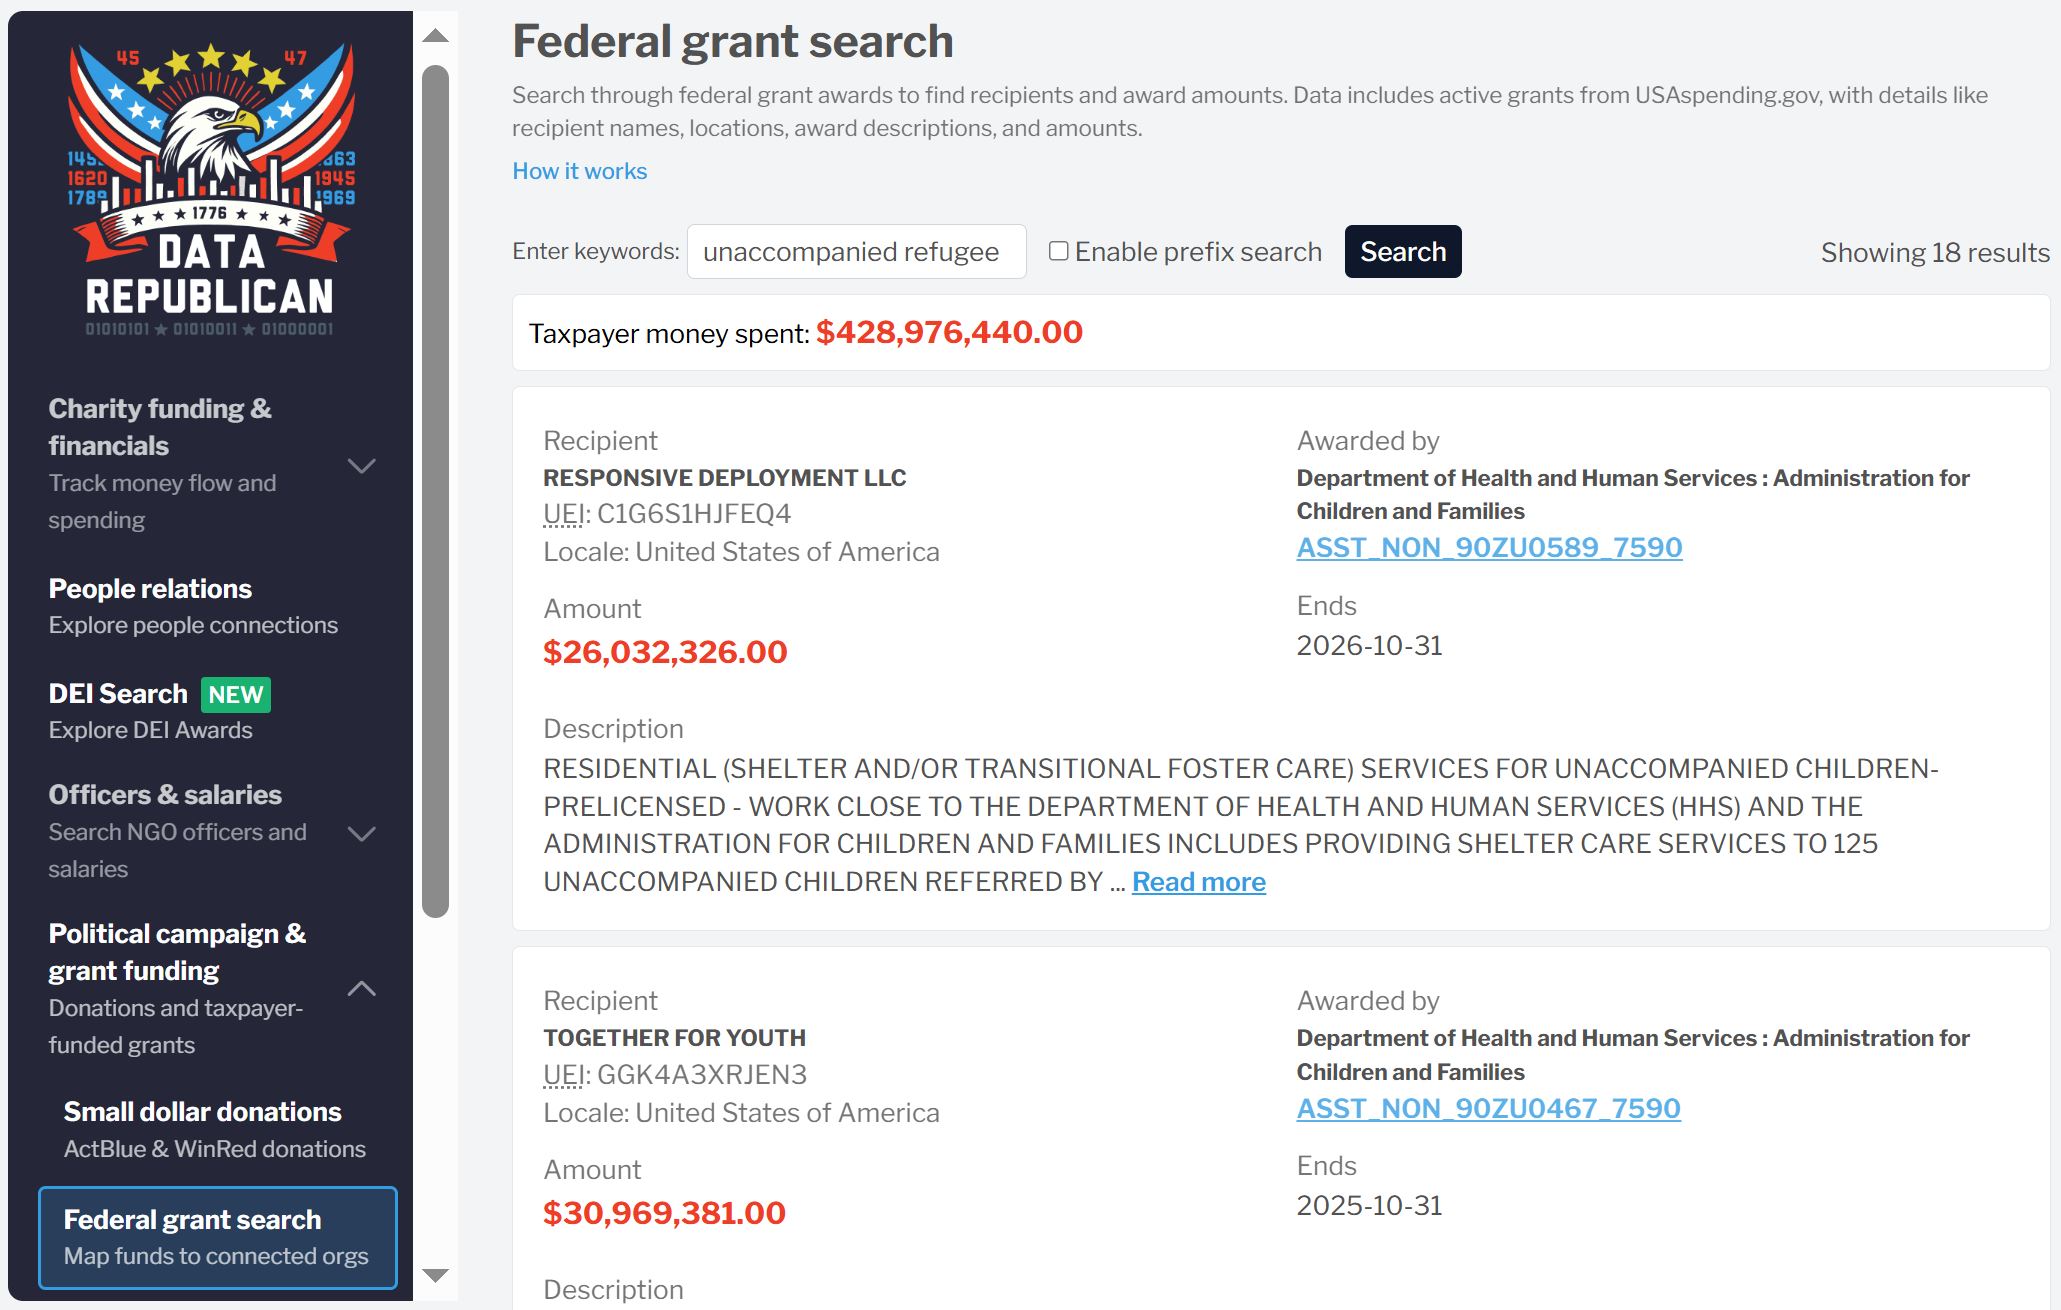 45 47
145 863
1620 1945
1789 1969
★ ★ ★ 1776 ★ ★ ★
DATA
REPUBLICAN
01010101 ★ 01010011 ★ 01000001
Charity funding &
financials
Track money flow and
spending
People relations
Explore people connections
DEI Search NEW
Explore DEI Awards
Officers & salaries
Search NGO officers and
salaries
Political campaign &
grant funding
Donations and taxpayer-
funded grants
Small dollar donations
ActBlue & WinRed donations
Federal grant search
Map funds to connected orgs
Federal grant search
Search through federal grant awards to find recipients and award amounts. Data includes active grants from USAspending.gov, with details like
recipient names, locations, award descriptions, and amounts.
How it works
Enter keywords: unaccompanied refugee Enable prefix search Search Showing 18 results
Taxpayer money spent: $428,976,440.00
Recipient
RESPONSIVE DEPLOYMENT LLC
UEI: C1G6S1HJFEQ4
Locale: United States of America
Amount
$26,032,326.00
Awarded by
Department of Health and Human Services : Administration for
Children and Families
ASST_NON_90ZU0589_7590
Ends
2026-10-31
Description
RESIDENTIAL (SHELTER AND/OR TRANSITIONAL FOSTER CARE) SERVICES FOR UNACCOMPANIED CHILDREN-
PRELICENSED - WORK CLOSE TO THE DEPARTMENT OF HEALTH AND HUMAN SERVICES (HHS) AND THE
ADMINISTRATION FOR CHILDREN AND FAMILIES INCLUDES PROVIDING SHELTER CARE SERVICES TO 125
UNACCOMPANIED CHILDREN REFERRED BY ... Read more
Recipient
TOGETHER FOR YOUTH
UEI: GGK4A3XRJEN3
Locale: United States of America
Amount
$30,969,381.00
Awarded by
Department of Health and Human Services : Administration for
Children and Families
ASST_NON_90ZU0467_7590
Ends
2025-10-31
Description